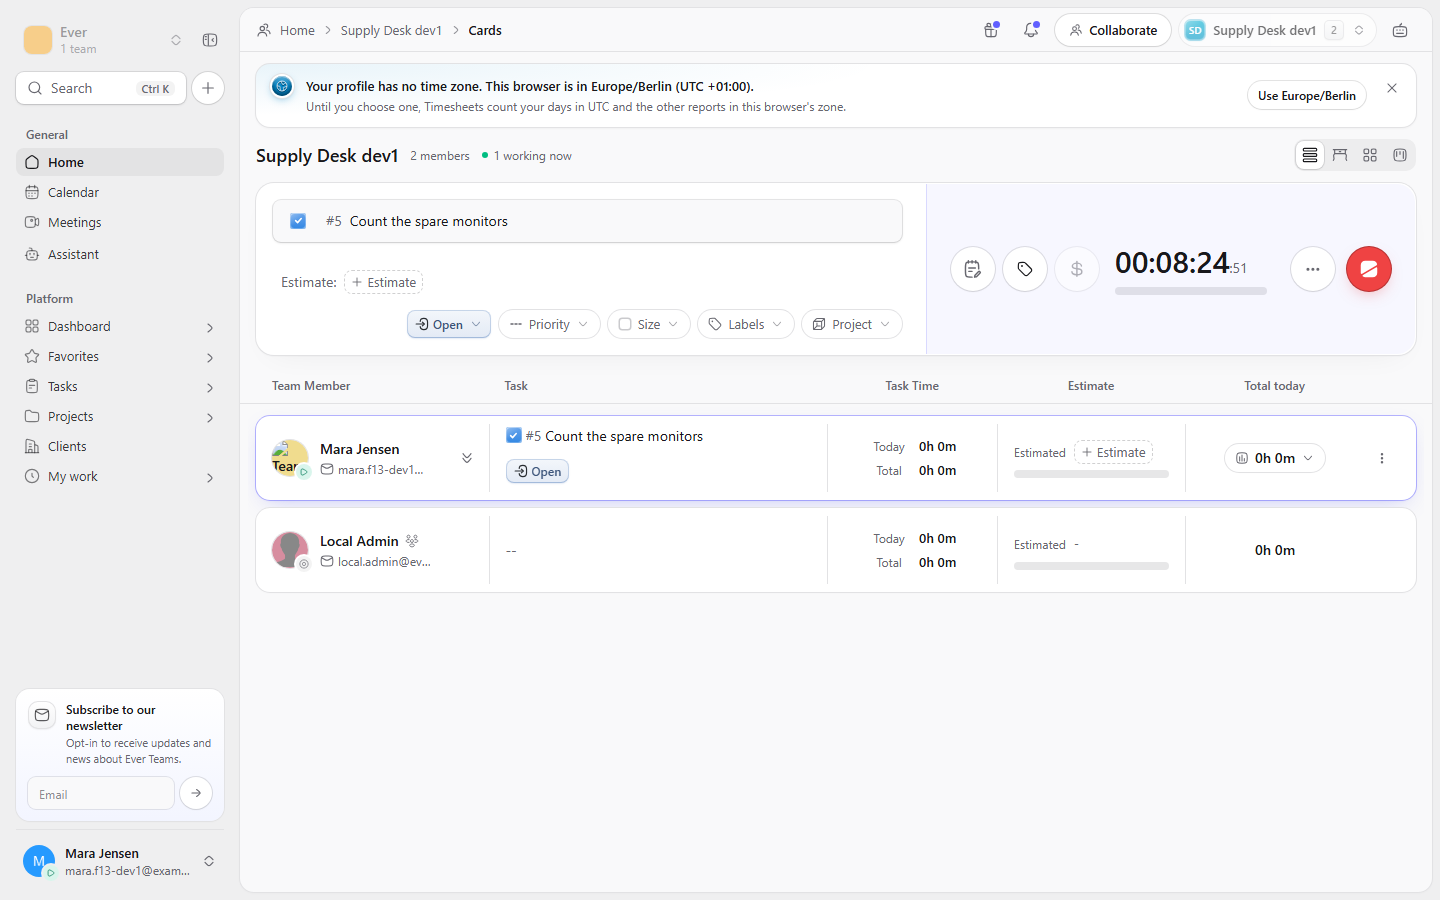 Ever
1 team
Search
Ctrl K
General
Home
Calendar
Meetings
Assistant
Platform
Dashboard
Favorites
Tasks
Projects
Clients
My work
Subscribe to our
newsletter
Opt-in to receive updates and
news about Ever Teams.
Email
M
Mara Jensen
mara.f13-dev1@exam...
Home
Supply Desk dev1
Cards
Collaborate
SD
Supply Desk dev1
2
Your profile has no time zone. This browser is in Europe/Berlin (UTC +01:00).
Until you choose one, Timesheets count your days in UTC and the other reports in this browser's zone.
Use Europe/Berlin
Supply Desk dev1
2 members
1 working now
#5 Count the spare monitors
Estimate:
+ Estimate
Open
Priority
Size
Labels
Project
$
00:08:24:51
Team Member
Task
Task Time
Estimate
Total today
Tear
Mara Jensen
mara.f13-dev1...
#5 Count the spare monitors
Open
Today 0h 0m
Total 0h 0m
Estimated + Estimate
0h 0m
Local Admin
local.admin@ev...
--
Today 0h 0m
Total 0h 0m
Estimated -
0h 0m